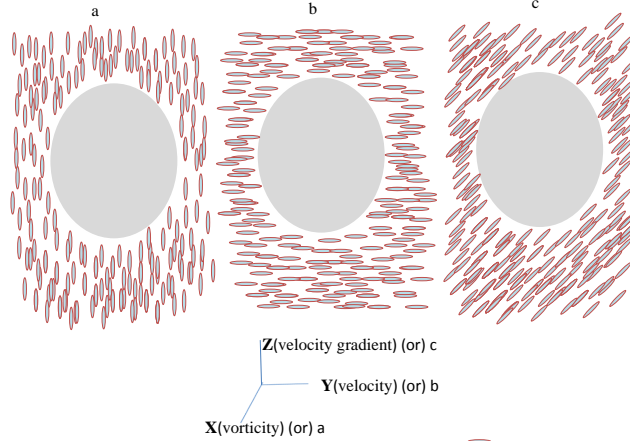 a
b
c
Z(velocity gradient) (or) c
Y(velocity) (or) b
X(vorticity) (or) a